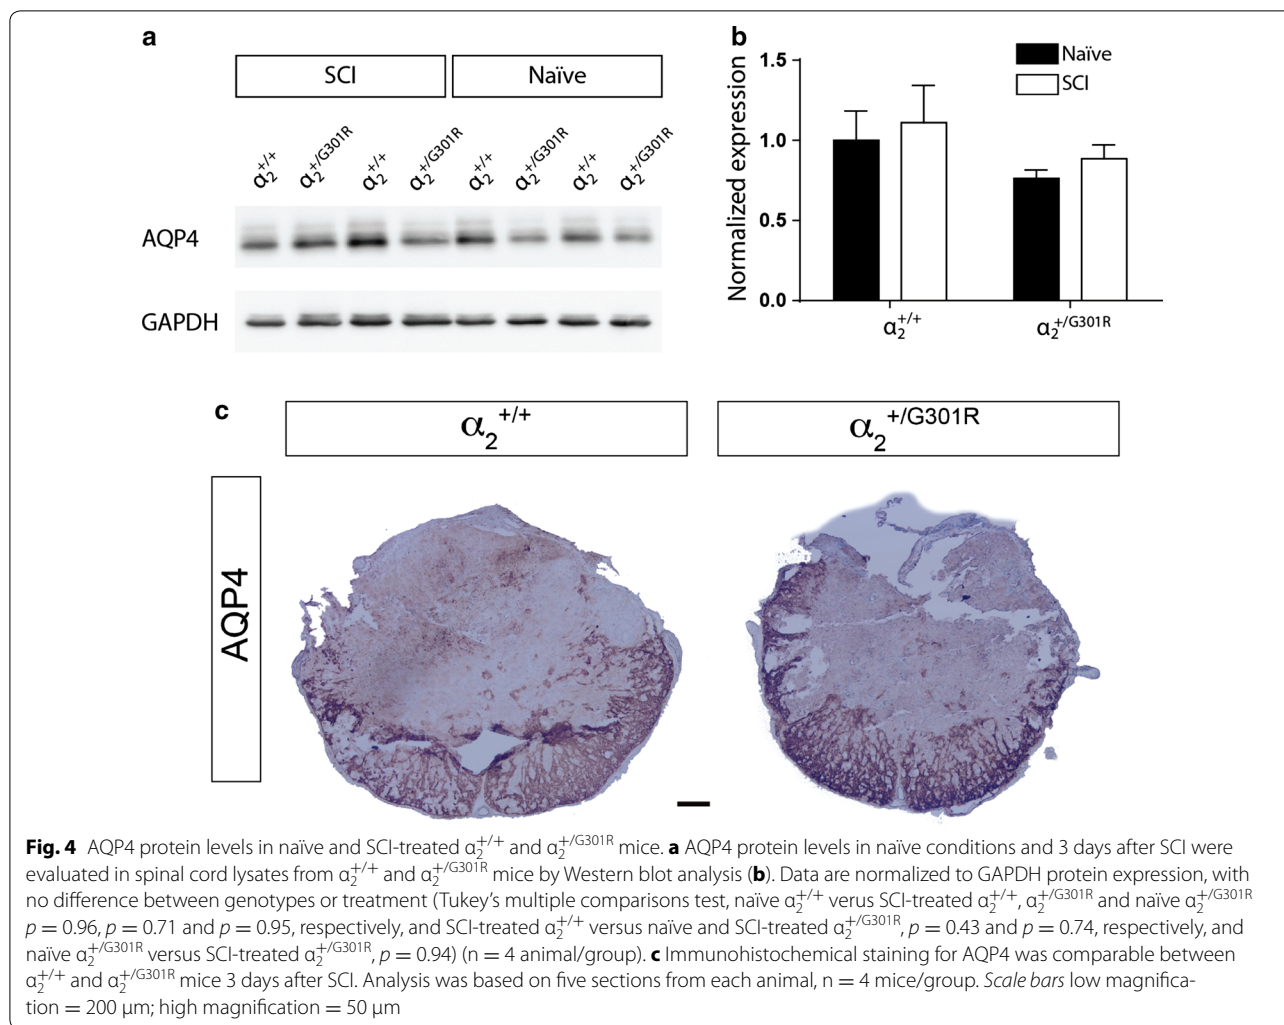 a
SCI Naïve
α₂⁺/⁺ α₂⁺/G301R α₂⁺/⁺ α₂⁺/G301R α₂⁺/⁺ α₂⁺/G301R α₂⁺/⁺ α₂⁺/G301R
AQP4
GAPDH
b
Naïve
SCI
Normalized expression
1.5
1.0
0.5
0.0
α₂⁺/⁺ α₂⁺/G301R
c
α₂⁺/⁺ α₂⁺/G301R
AQP4
Fig. 4 AQP4 protein levels in naïve and SCI-treated α₂⁺/⁺ and α₂⁺/G301R mice. a AQP4 protein levels in naïve conditions and 3 days after SCI were
evaluated in spinal cord lysates from α₂⁺/⁺ and α₂⁺/G301R mice by Western blot analysis (b). Data are normalized to GAPDH protein expression, with
no difference between genotypes or treatment (Tukey's multiple comparisons test, naïve α₂⁺/⁺ verus SCI-treated α₂⁺/⁺, α₂⁺/G301R and naïve α₂⁺/G301R
p = 0.96, p = 0.71 and p = 0.95, respectively, and SCI-treated α₂⁺/⁺ versus naïve and SCI-treated α₂⁺/G301R, p = 0.43 and p = 0.74, respectively, and
naïve α₂⁺/G301R versus SCI-treated α₂⁺/G301R, p = 0.94) (n = 4 animal/group). c Immunohistochemical staining for AQP4 was comparable between
α₂⁺/⁺ and α₂⁺/G301R mice 3 days after SCI. Analysis was based on five sections from each animal, n = 4 mice/group. Scale bars low magnifica-
tion = 200 μm; high magnification = 50 μm